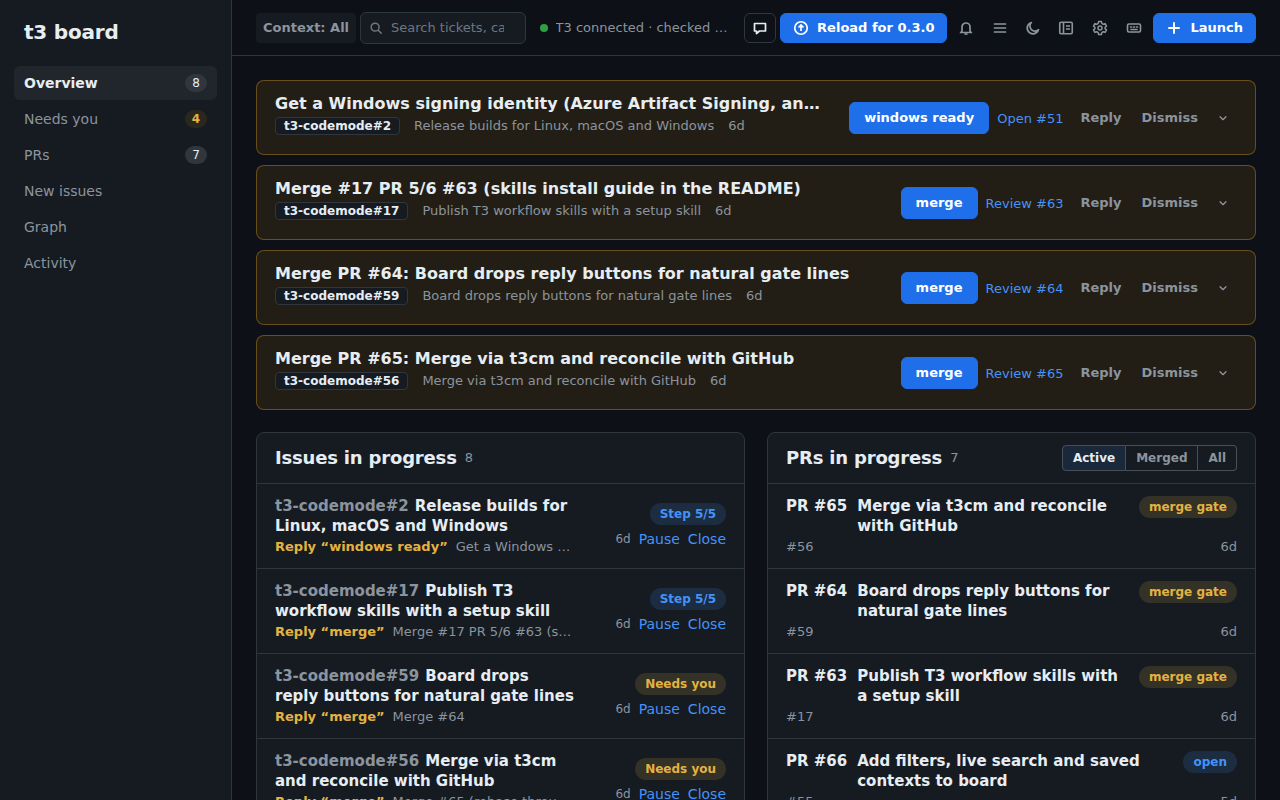 t3 board
Overview 8
Needs you 4
PRs 7
New issues
Graph
Activity
Context: All
Search tickets, ca
T3 connected · checked …
Reload for 0.3.0
Launch
Get a Windows signing identity (Azure Artifact Signing, an…
t3-codemode#2 Release builds for Linux, macOS and Windows 6d
windows ready Open #51 Reply Dismiss
Merge #17 PR 5/6 #63 (skills install guide in the README)
t3-codemode#17 Publish T3 workflow skills with a setup skill 6d
merge Review #63 Reply Dismiss
Merge PR #64: Board drops reply buttons for natural gate lines
t3-codemode#59 Board drops reply buttons for natural gate lines 6d
merge Review #64 Reply Dismiss
Merge PR #65: Merge via t3cm and reconcile with GitHub
t3-codemode#56 Merge via t3cm and reconcile with GitHub 6d
merge Review #65 Reply Dismiss
Issues in progress 8
t3-codemode#2 Release builds for
Linux, macOS and Windows
Reply “windows ready” Get a Windows …
Step 5/5
6d Pause Close
t3-codemode#17 Publish T3
workflow skills with a setup skill
Reply “merge” Merge #17 PR 5/6 #63 (s…
Step 5/5
6d Pause Close
t3-codemode#59 Board drops
reply buttons for natural gate lines
Reply “merge” Merge #64
Needs you
6d Pause Close
t3-codemode#56 Merge via t3cm
and reconcile with GitHub
Reply “merge” Merge #65 (rebase throu…
Needs you
6d Pause Close
PRs in progress 7
Active Merged All
PR #65 Merge via t3cm and reconcile
with GitHub
merge gate
#56 6d
PR #64 Board drops reply buttons for
natural gate lines
merge gate
#59 6d
PR #63 Publish T3 workflow skills with
a setup skill
merge gate
#17 6d
PR #66 Add filters, live search and saved
contexts to board
open
#55 5d